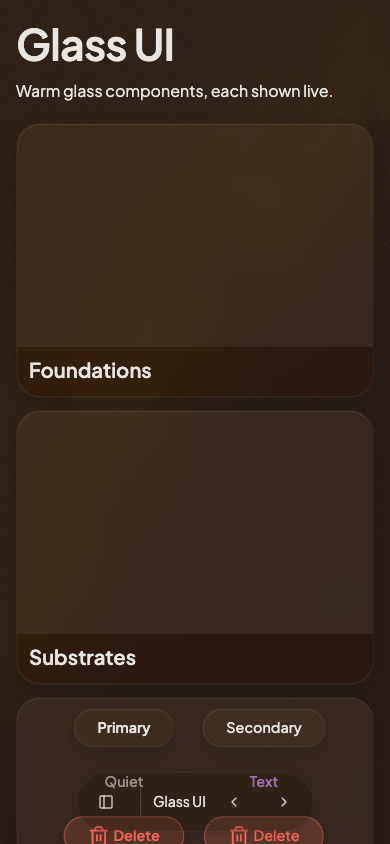 Glass UI
Warm glass components, each shown live.
Foundations
Substrates
Primary
Secondary
Quiet
Text
Glass UI
Delete
Delete